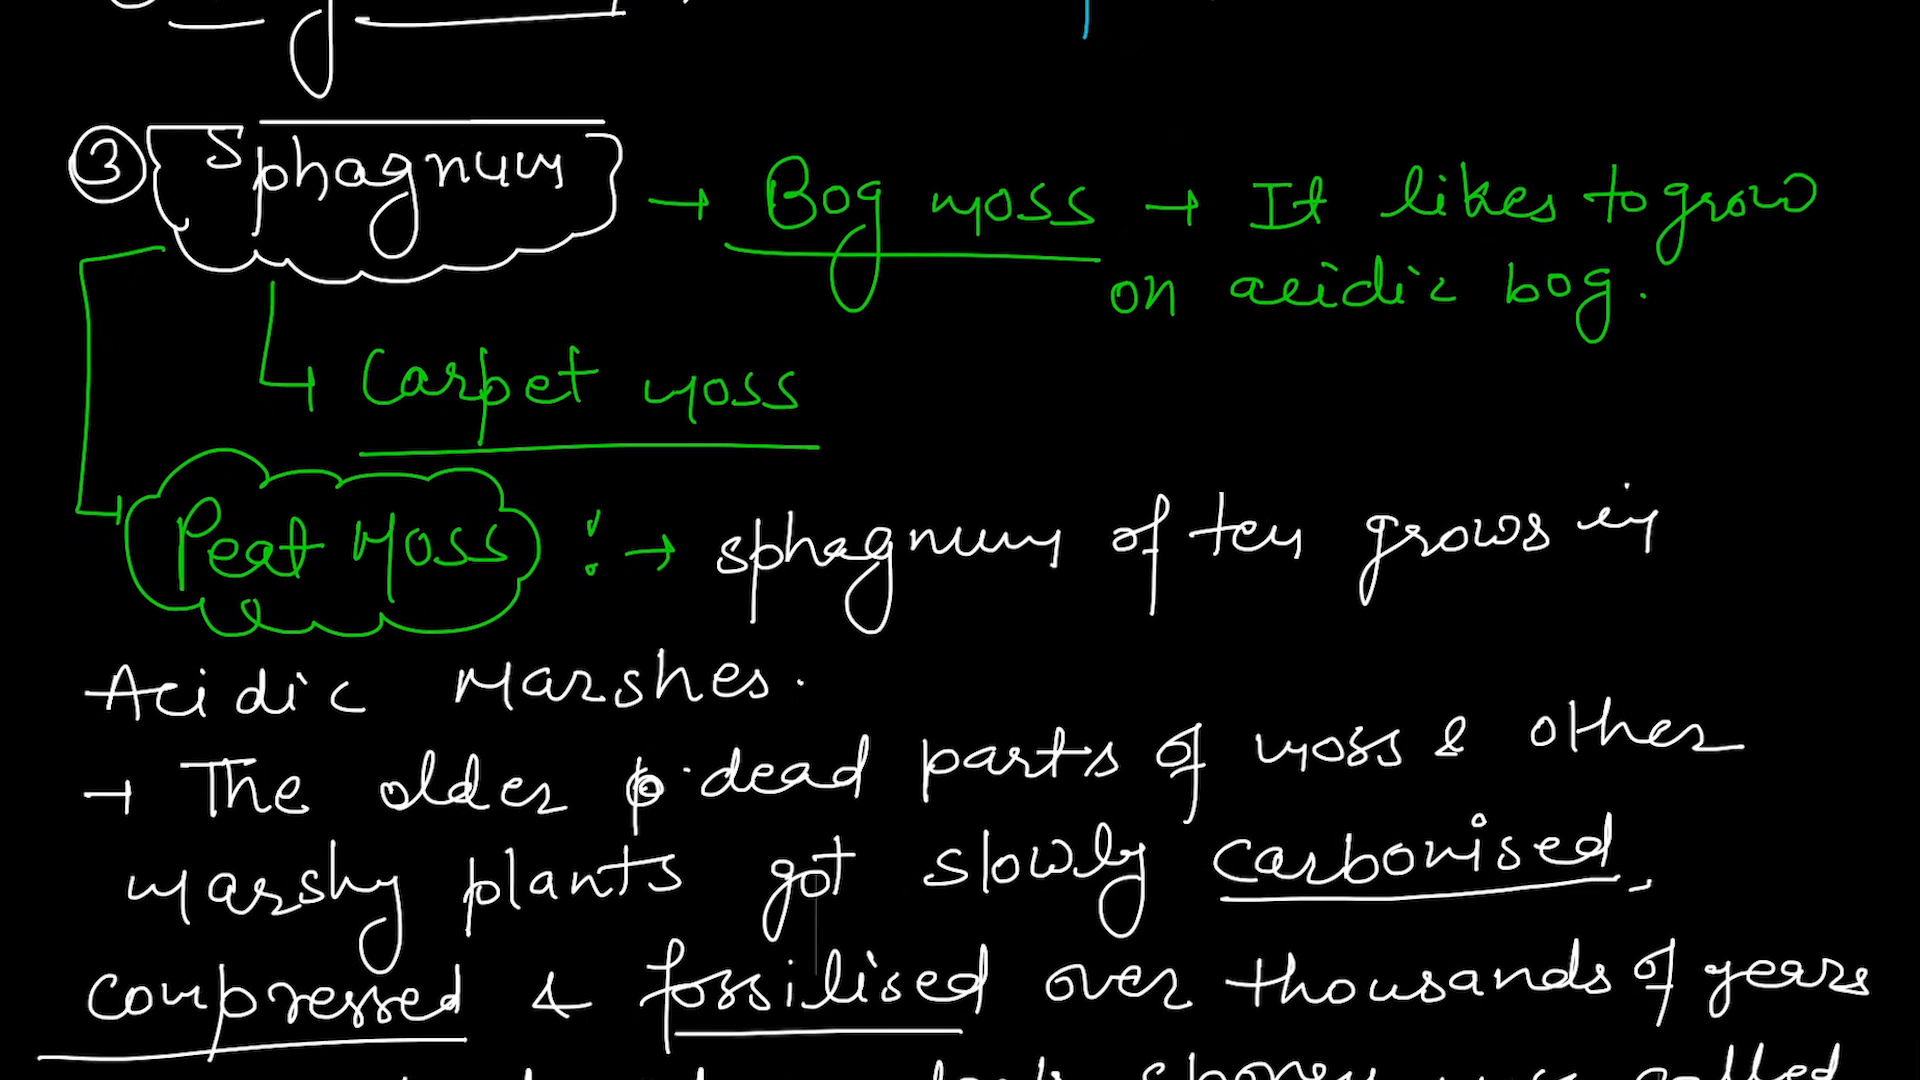 ③ Sphagnum → Bog moss → It likes to grow
on acidic bog.
↳ Carpet moss
Peat Moss :→ sphagnum often grows in
Acidic Marshes.
→ The older dead parts of moss & other
marshy plants got slowly carbonised,
compressed & fossilised over thousands of years
called